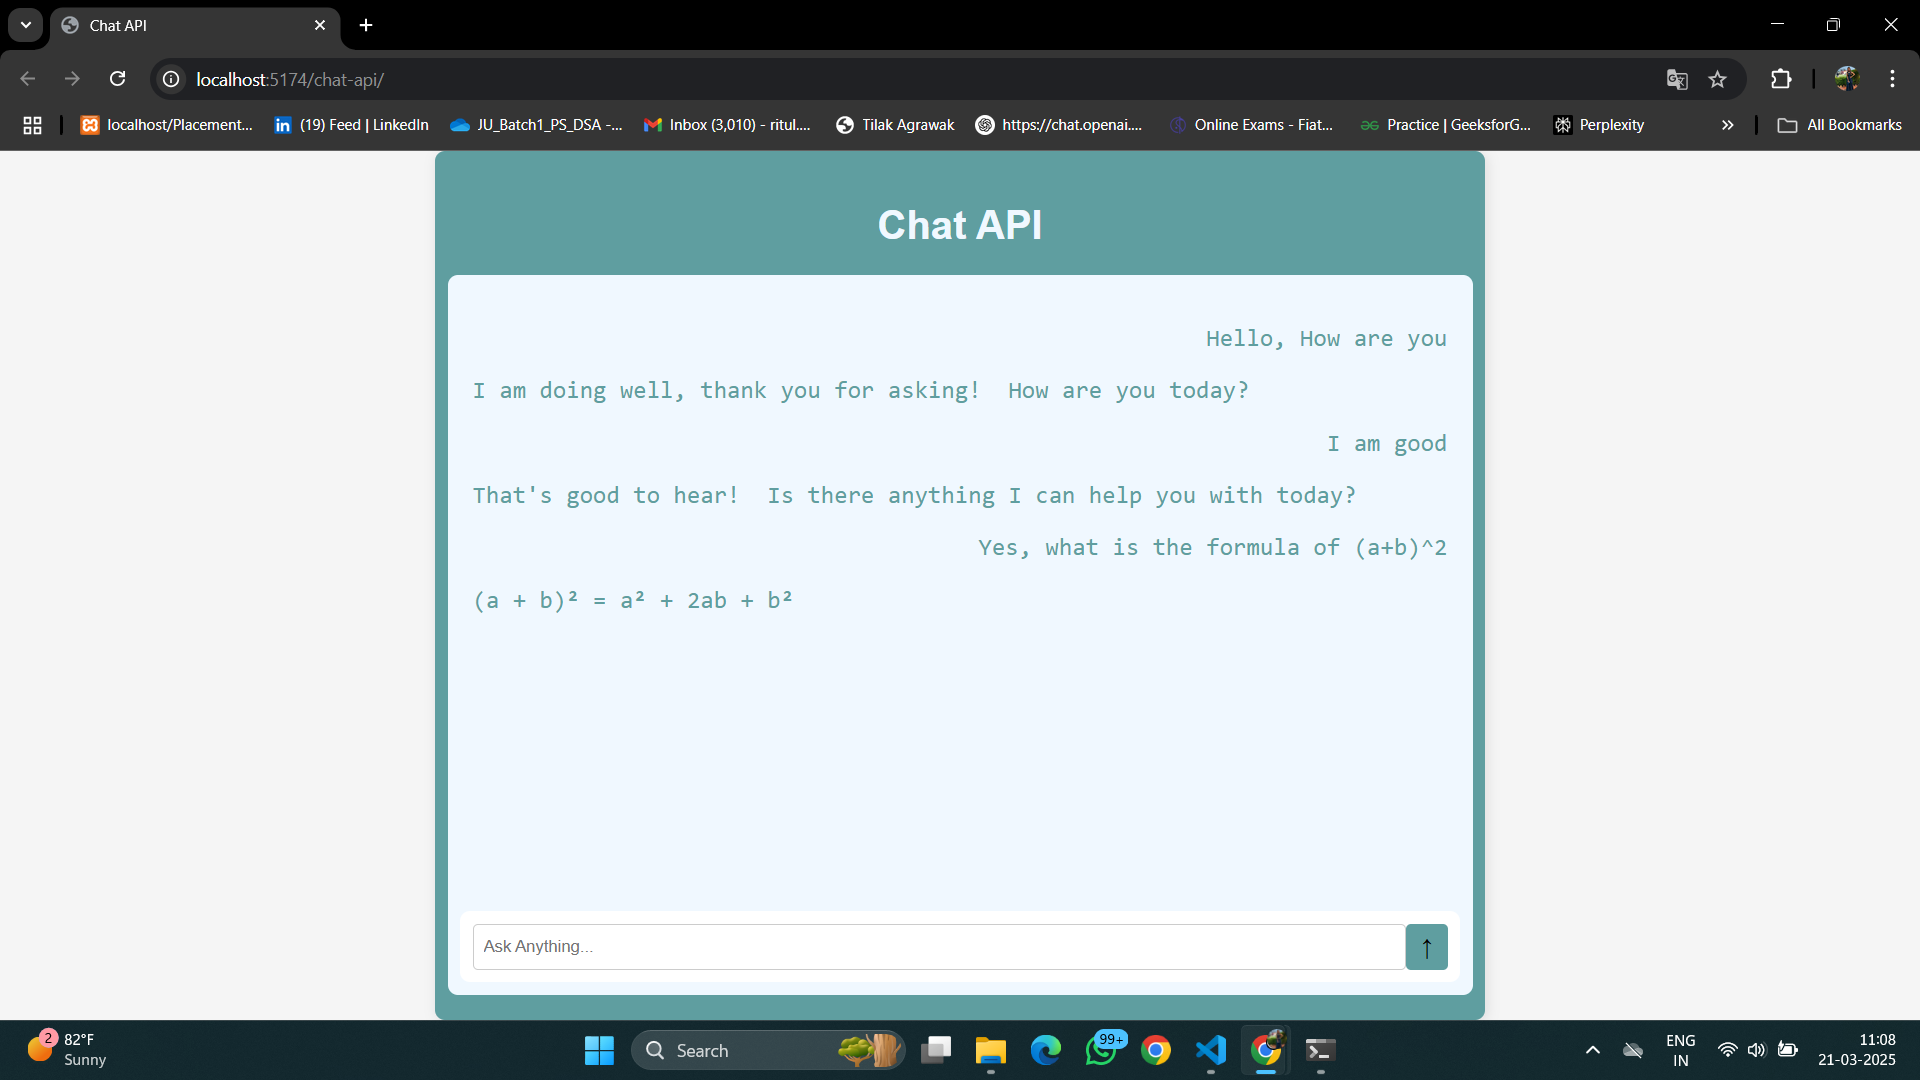 Chat API
localhost:5174/chat-api/
localhost/Placement...
in (19) Feed | LinkedIn
JU_Batch1_PS_DSA -...
Inbox (3,010) - ritul....
Tilak Agrawak
https://chat.openai....
Online Exams - Fiat...
Practice | GeeksforG...
Perplexity
All Bookmarks
Chat API
Hello, How are you
I am doing well, thank you for asking!  How are you today?
I am good
That's good to hear!  Is there anything I can help you with today?
Yes, what is the formula of (a+b)^2
(a + b)² = a² + 2ab + b²
Ask Anything...
↑
2
82°F
Sunny
Search
99+
ENG
IN
11:08
21-03-2025